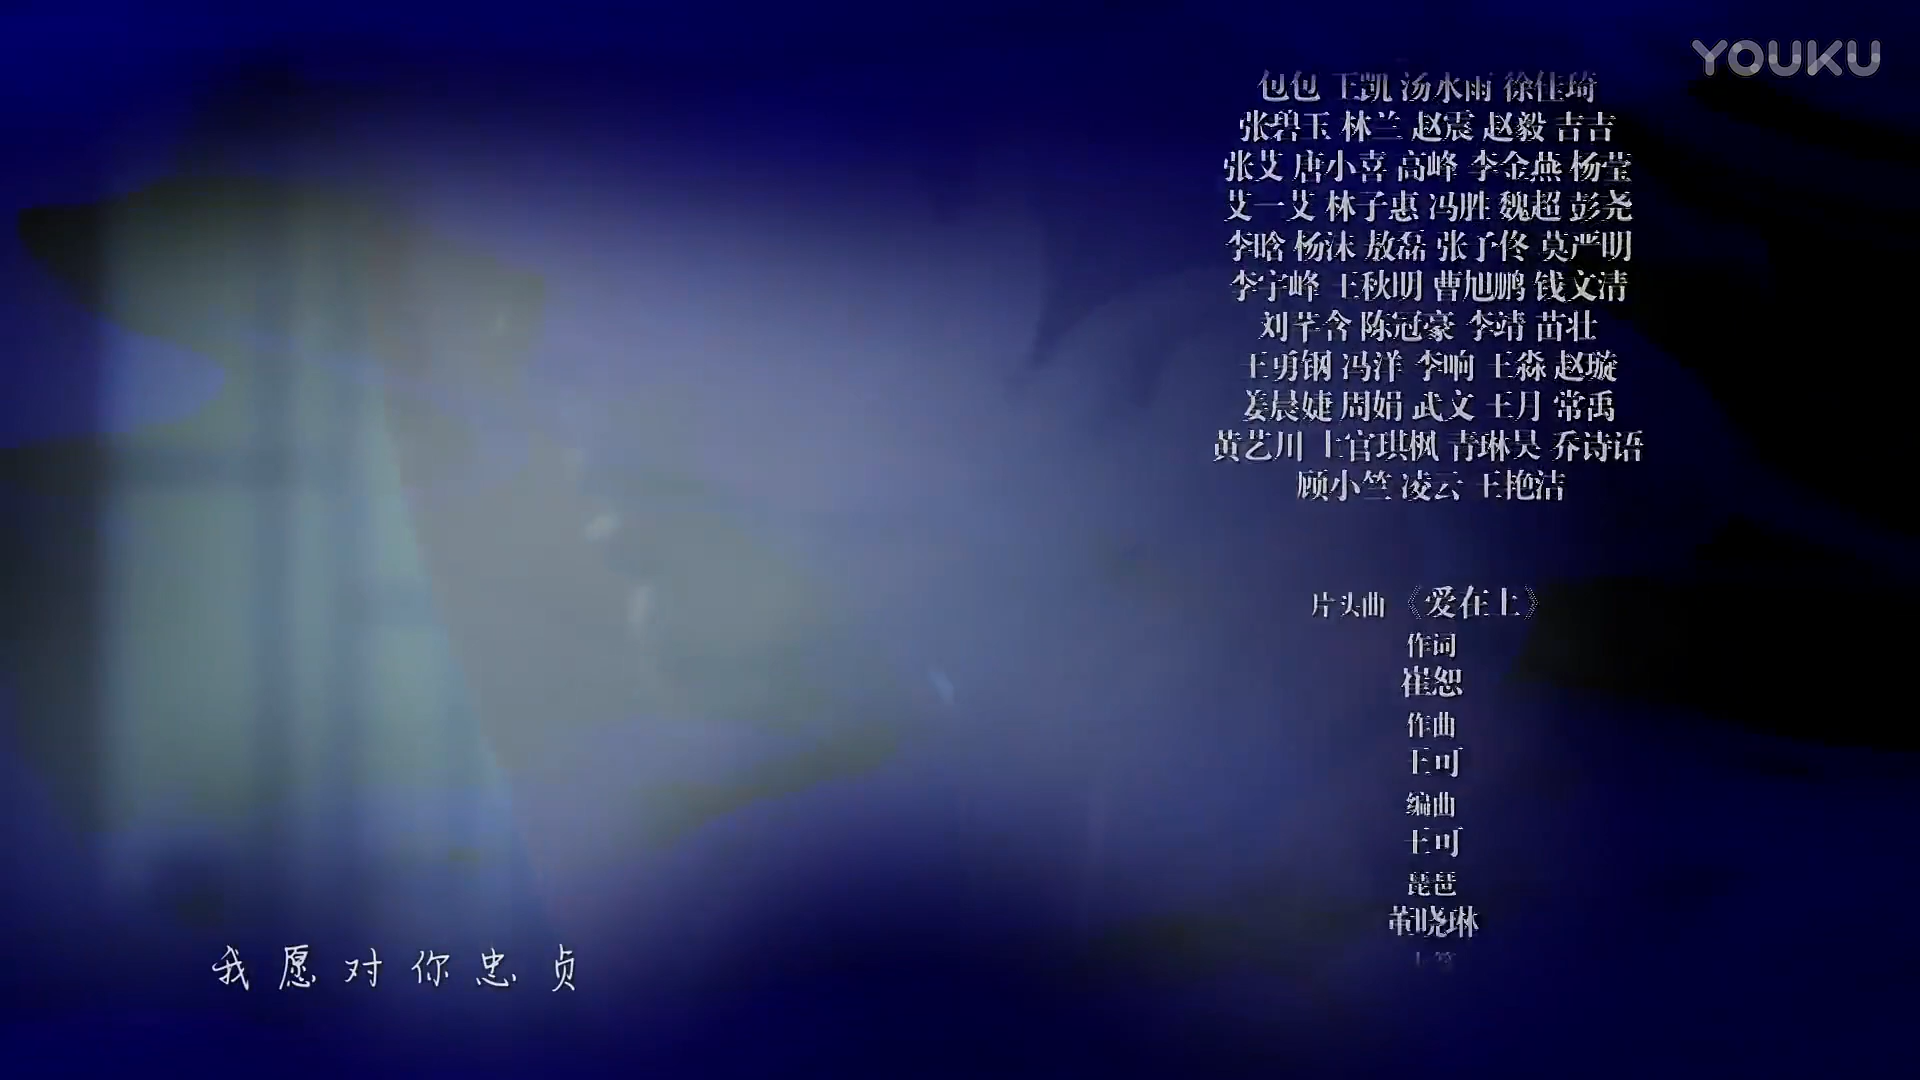 YOUKU
包包 王凯 汤水雨 徐佳琦
张碧玉 林兰 赵震 赵毅 吉吉
张艾 唐小喜 高峰 李金燕 杨莹
艾一艾 林子惠 冯胜 魏超 彭尧
李晗 杨沫 敖磊 张子佟 莫严明
李宇峰 王秋明 曹旭鹏 钱文清
刘芊含 陈冠豪 李靖 苗壮
王勇钢 冯洋 李响 王淼 赵璇
姜晨婕 周娟 武文 王月 常禹
黄艺川 上官琪枫 青琳昊 乔诗语
顾小竺 凌云 王艳洁
片头曲 《爱在上》
作词
崔恕
作曲
王可
编曲
王可
琵琶
董晓琳
我愿对你忠贞